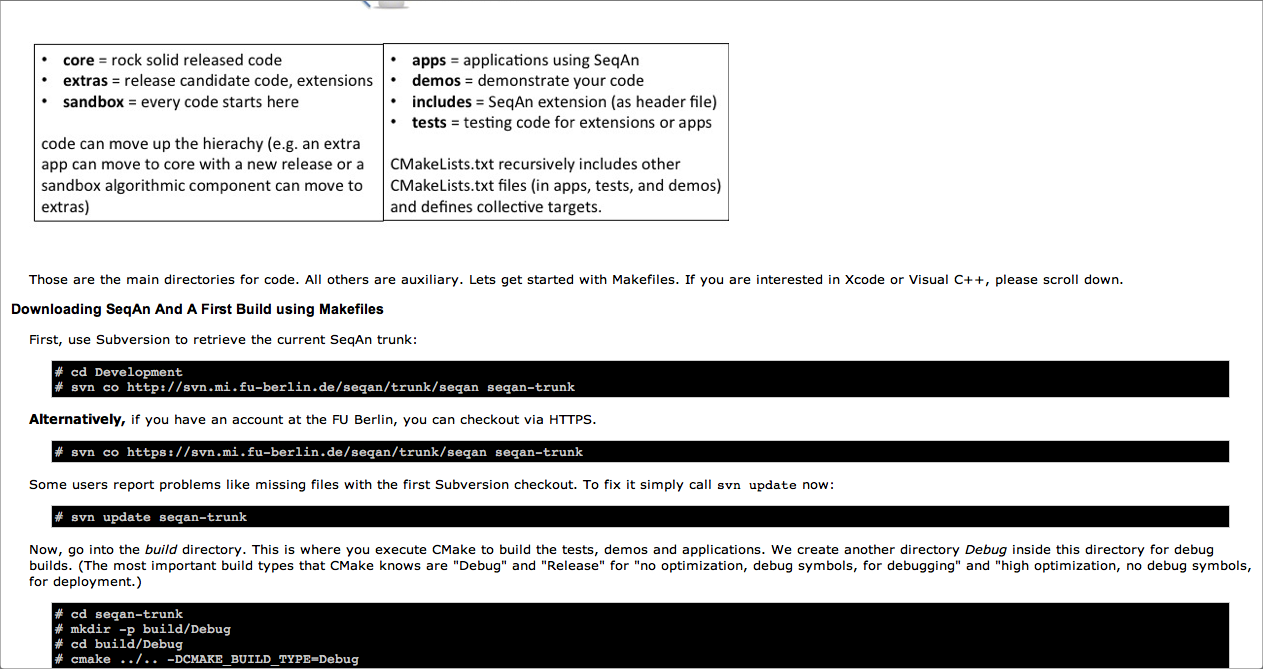 • core = rock solid released code
• extras = release candidate code, extensions
• sandbox = every code starts here
code can move up the hierachy (e.g. an extra
app can move to core with a new release or a
sandbox algorithmic component can move to
extras)
• apps = applications using SeqAn
• demos = demonstrate your code
• includes = SeqAn extension (as header file)
• tests = testing code for extensions or apps
CMakeLists.txt recursively includes other
CMakeLists.txt files (in apps, tests, and demos)
and defines collective targets.
Those are the main directories for code. All others are auxiliary. Lets get started with Makefiles. If you are interested in Xcode or Visual C++, please scroll down.
Downloading SeqAn And A First Build using Makefiles
First, use Subversion to retrieve the current SeqAn trunk:
# cd Development
# svn co http://svn.mi.fu-berlin.de/seqan/trunk/seqan seqan-trunk
Alternatively, if you have an account at the FU Berlin, you can checkout via HTTPS.
# svn co https://svn.mi.fu-berlin.de/seqan/trunk/seqan seqan-trunk
Some users report problems like missing files with the first Subversion checkout. To fix it simply call svn update now:
# svn update seqan-trunk
Now, go into the build directory. This is where you execute CMake to build the tests, demos and applications. We create another directory Debug inside this directory for debug
builds. (The most important build types that CMake knows are "Debug" and "Release" for "no optimization, debug symbols, for debugging" and "high optimization, no debug symbols,
for deployment.)
# cd seqan-trunk
# mkdir -p build/Debug
# cd build/Debug
# cmake ../.. -DCMAKE_BUILD_TYPE=Debug